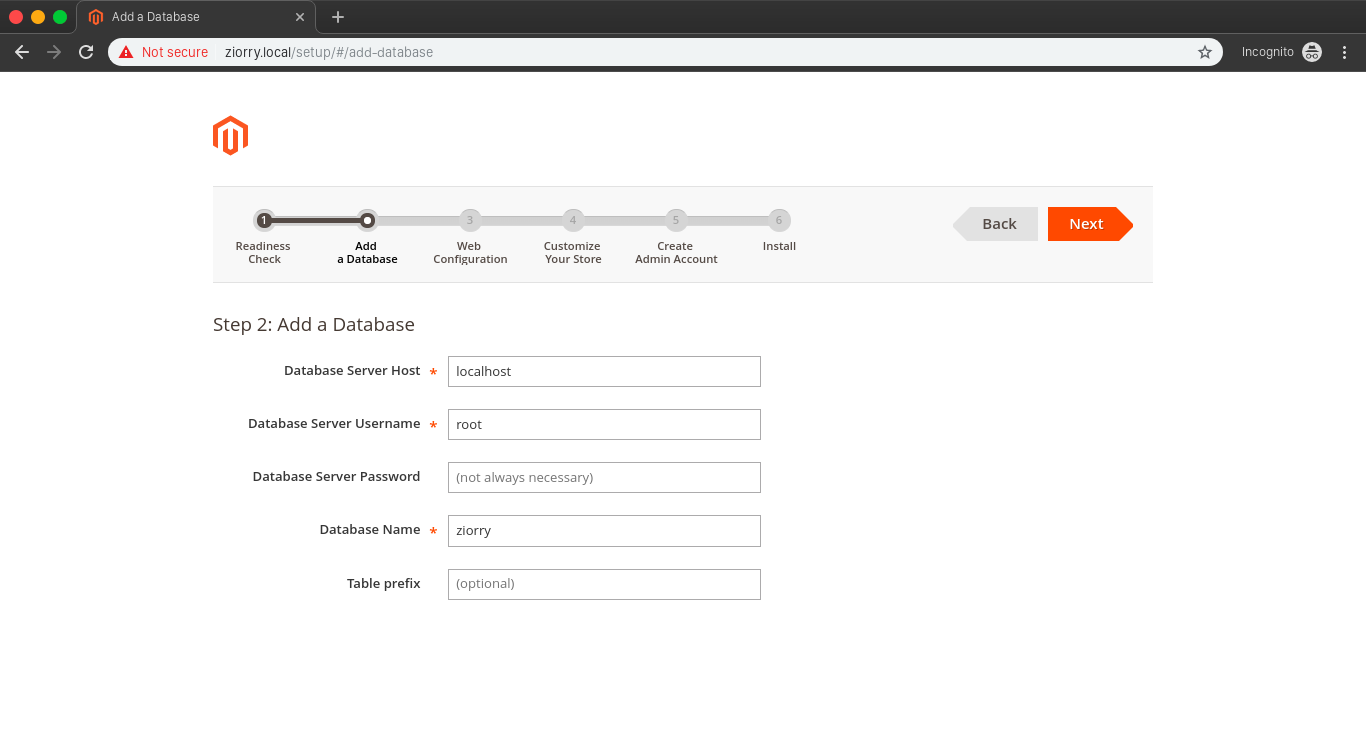 Add a Database
Not secure ziorry.local/setup/#/add-database Incognito
1 3 4 5 6
Readiness Check
Add a Database
Web Configuration
Customize Your Store
Create Admin Account
Install
Back
Next
Step 2: Add a Database
Database Server Host * localhost
Database Server Username * root
Database Server Password (not always necessary)
Database Name * ziorry
Table prefix (optional)